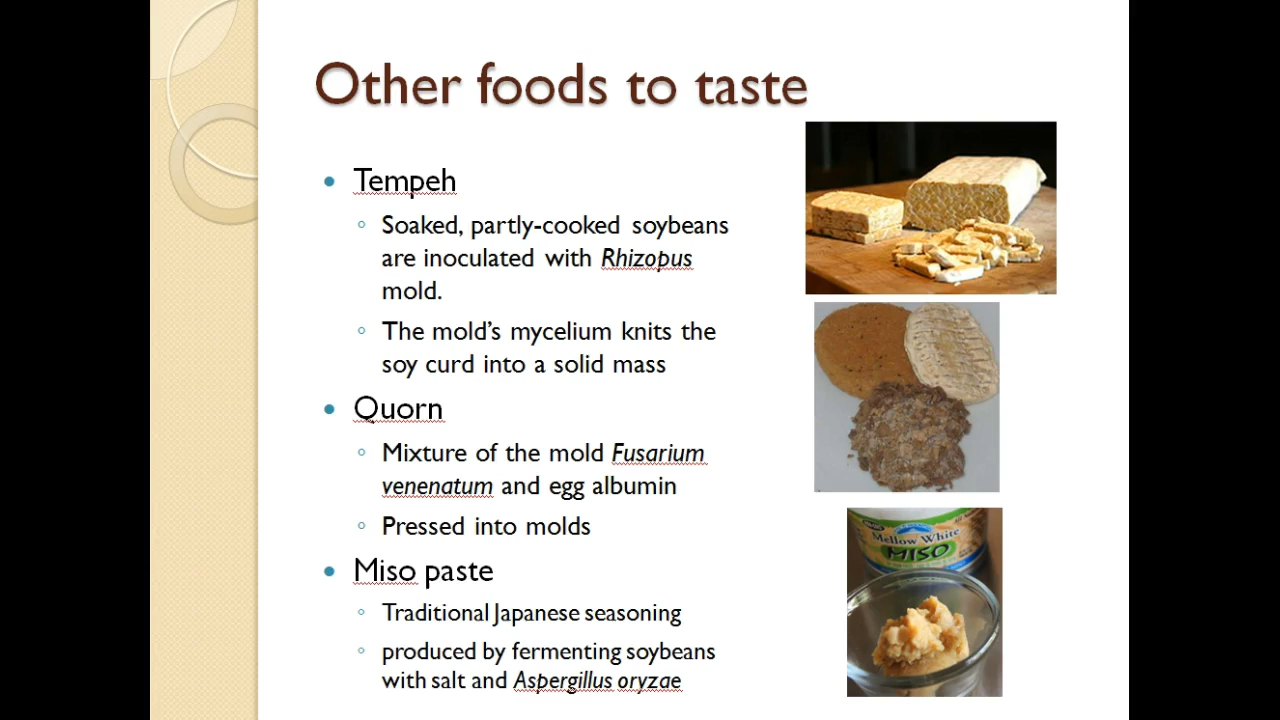 Other foods to taste
Tempeh
Soaked, partly-cooked soybeans
are inoculated with Rhizopus
mold.
The mold's mycelium knits the
soy curd into a solid mass
Quorn
Mixture of the mold Fusarium
venenatum and egg albumin
Pressed into molds
Miso paste
Traditional Japanese seasoning
produced by fermenting soybeans
with salt and Aspergillus oryzae
Mellow White
MISO